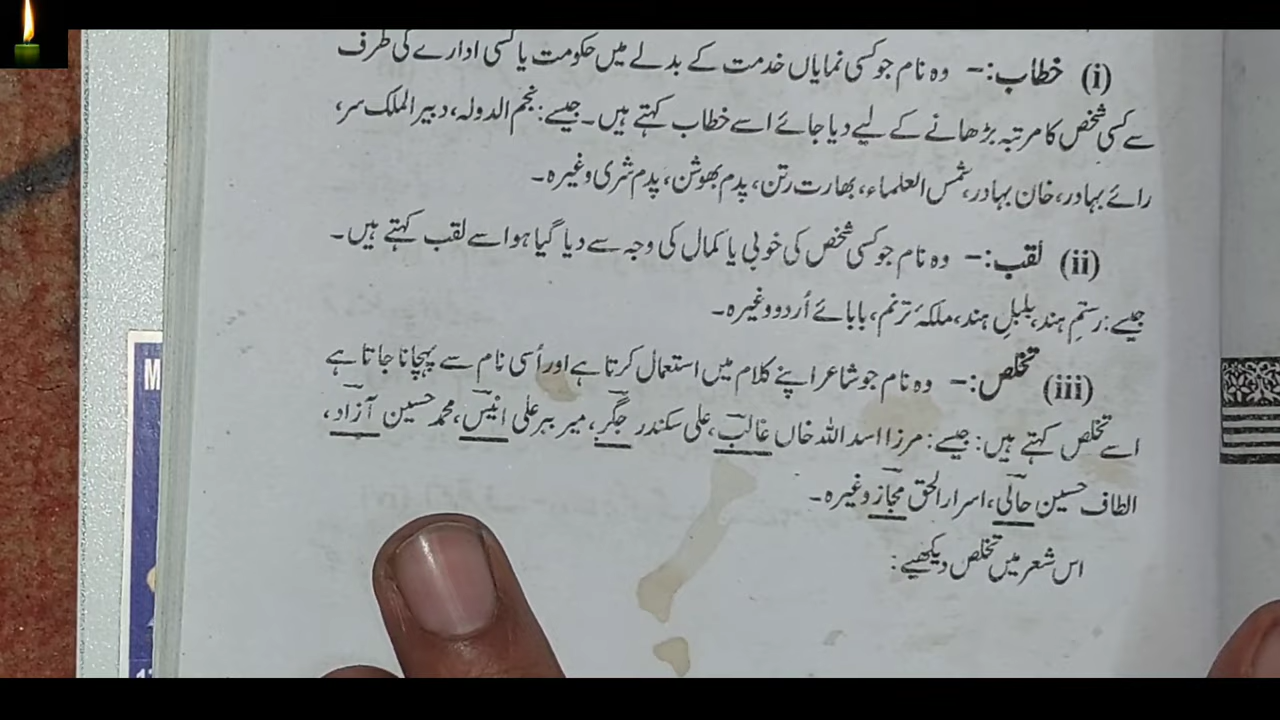 (i) خطاب:- وہ نام جو کسی نمایاں خدمت کے بدلے میں حکومت یا کسی ادارے کی طرف
سے کسی شخص کا مرتبہ بڑھانے کے لیے دیا جائے اسے خطاب کہتے ہیں۔ جیسے: نجم الدولہ، دبیر الملک سر،
رائے بہادر، خان بہادر، شمس العلماء، بھارت رتن، پدم بھوشن، پدم شری وغیرہ۔
(ii) لقب:- وہ نام جو کسی شخص کی خوبی یا کمال کی وجہ سے دیا گیا ہو اسے لقب کہتے ہیں۔
جیسے: رستمِ ہند، بلبلِ ہند، ملکۂ ترنم، بابائے اُردو وغیرہ۔
(iii) تخلص:- وہ نام جو شاعر اپنے کلام میں استعمال کرتا ہے اور اُسی نام سے پہچانا جاتا ہے
اسے تخلص کہتے ہیں: جیسے: مرزا اسد اللہ خاں غالب، علی سکندر جگر، میر ببر علی انیس، محمد حسین آزاد،
الطاف حسین حالی، اسرار الحق مجاز وغیرہ۔
اس شعر میں تخلص دیکھیے:
M